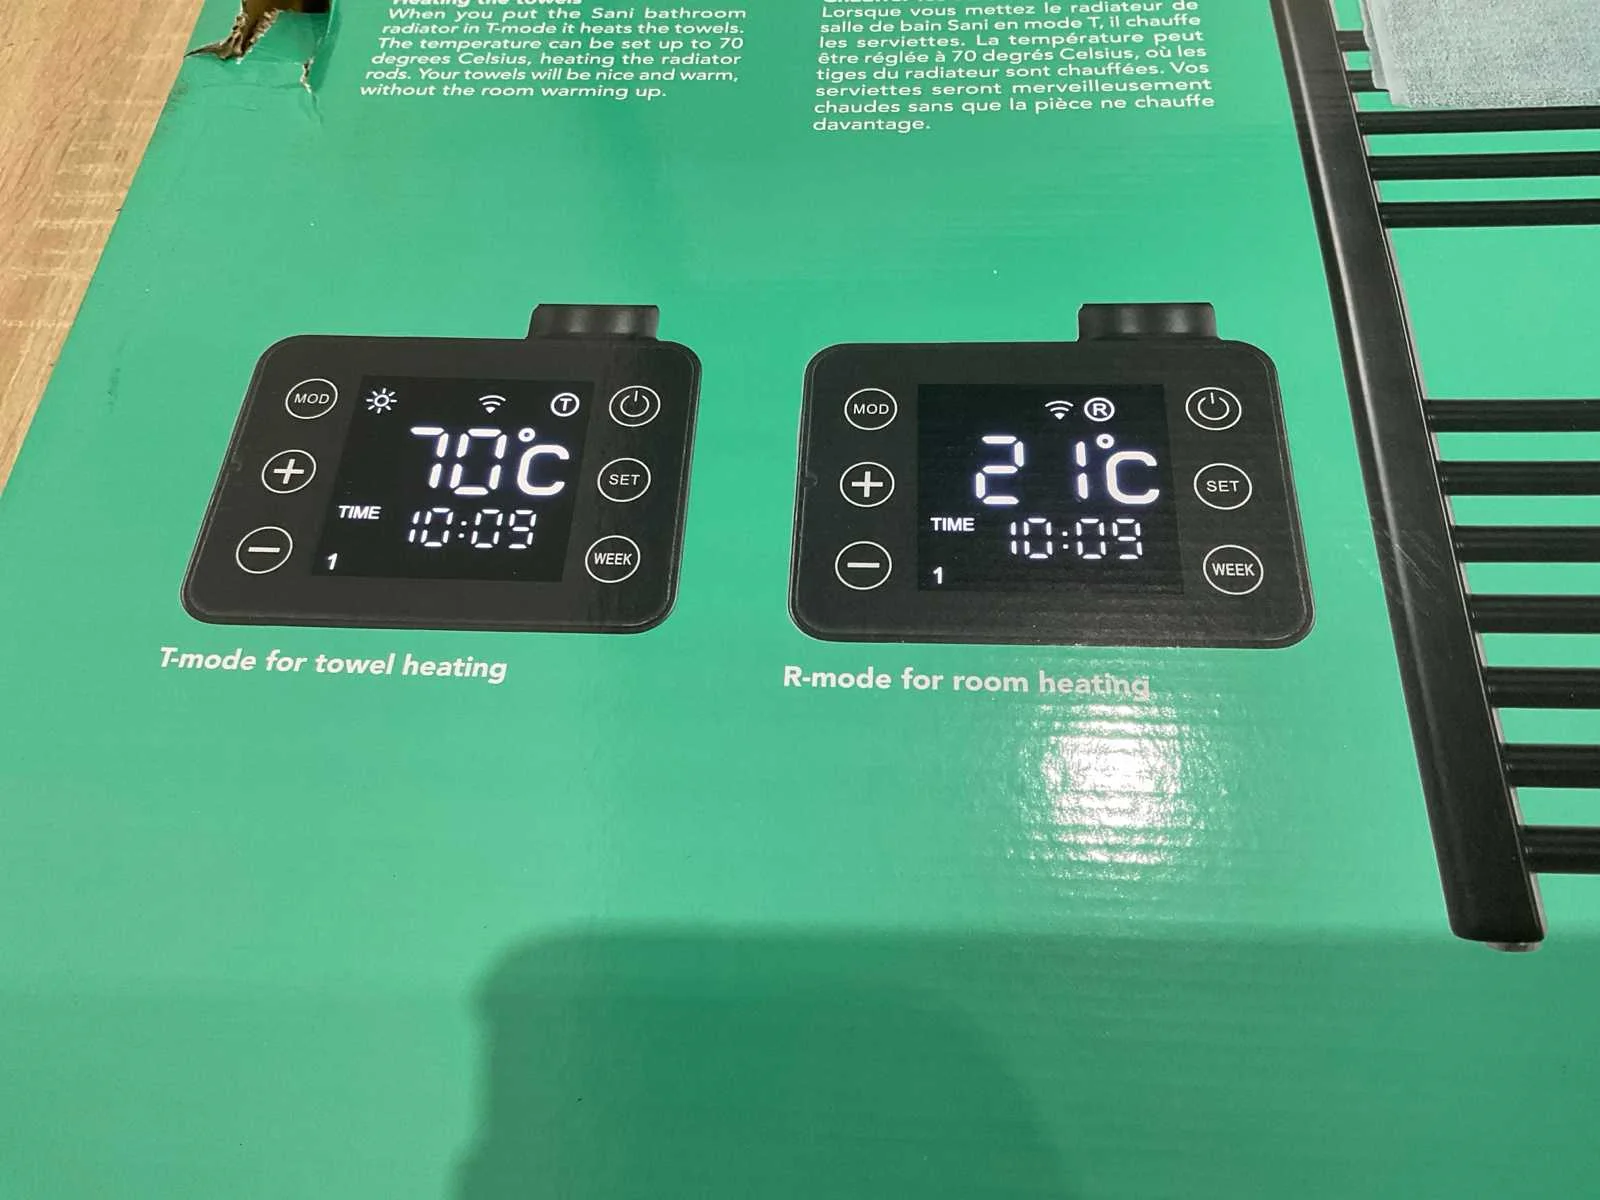 Heating the towels
When you put the Sani bathroom
radiator in T-mode it heats the towels.
The temperature can be set up to 70
degrees Celsius, heating the radiator
rods. Your towels will be nice and warm,
without the room warming up.
Lorsque vous mettez le radiateur de
salle de bain Sani en mode T, il chauffe
les serviettes. La température peut
être réglée à 70 degrés Celsius, où les
tiges du radiateur sont chauffées. Vos
serviettes seront merveilleusement
chaudes sans que la pièce ne chauffe
davantage.
MOD
T
70°C
SET
TIME 10:09
WEEK
1
T-mode for towel heating
MOD
R
21°C
SET
TIME 10:09
WEEK
1
R-mode for room heating